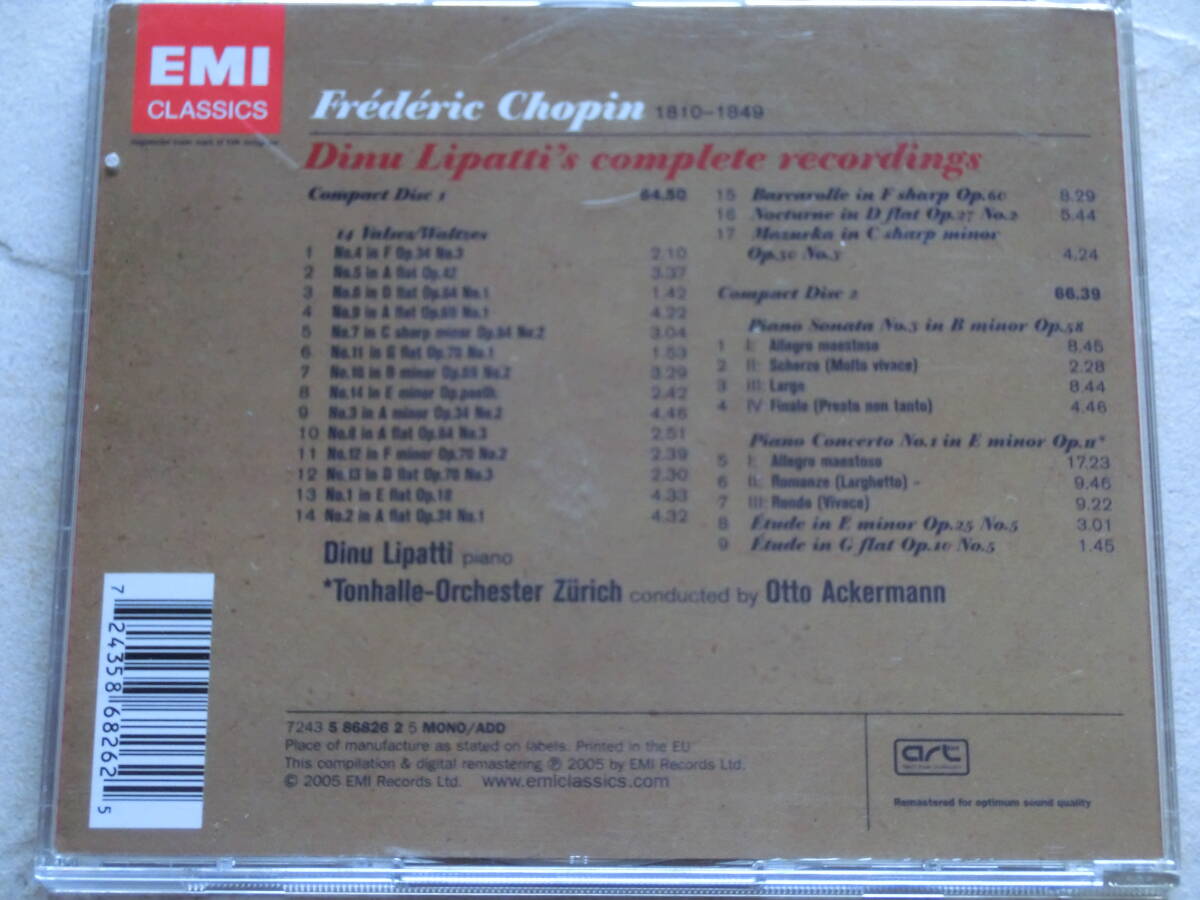 EMI
CLASSICS
Frédéric Chopin 1810–1849
Dinu Lipatti's complete recordings
Compact Disc 1 64.50
14 Valses/Waltzes
1 No.4 in F Op.34 No.3 2.10
2 No.5 in A flat Op.42 3.37
3 No.6 in D flat Op.64 No.1 1.42
4 No.9 in A flat Op.69 No.1 4.22
5 No.7 in C sharp minor Op.64 No.2 3.04
6 No.11 in G flat Op.70 No.1 1.53
7 No.10 in B minor Op.69 No.2 3.29
8 No.14 in E minor Op.posth. 2.42
9 No.3 in A minor Op.34 No.2 4.46
10 No.8 in A flat Op.64 No.3 2.51
11 No.12 in F minor Op.70 No.2 2.39
12 No.13 in D flat Op.70 No.3 2.30
13 No.1 in E flat Op.18 4.33
14 No.2 in A flat Op.34 No.1 4.32
15 Barcarolle in F sharp Op.60 8.29
16 Nocturne in D flat Op.27 No.2 5.44
17 Mazurka in C sharp minor
Op.50 No.3 4.24
Compact Disc 2 66.39
Piano Sonata No.3 in B minor Op.58
1 I: Allegro maestoso 8.45
2 II: Scherzo (Molto vivace) 2.28
3 III: Largo 8.44
4 IV: Finale (Presto non tanto) 4.46
Piano Concerto No.1 in E minor Op.11*
5 I: Allegro maestoso 17.23
6 II: Romanze (Larghetto) – 9.46
7 III: Rondo (Vivace) 9.22
8 Étude in E minor Op.25 No.5 3.01
9 Étude in G flat Op.10 No.5 1.45
Dinu Lipatti piano
*Tonhalle-Orchester Zürich conducted by Otto Ackermann
7 24358 68262 5
7243 5 86826 2 5 MONO/ADD
Place of manufacture as stated on labels. Printed in the EU
This compilation & digital remastering ℗ 2005 by EMI Records Ltd.
© 2005 EMI Records Ltd. www.emiclassics.com
art
Remastered for optimum sound quality